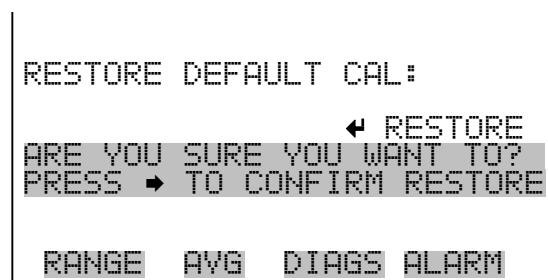 RESTORE DEFAULT CAL:
↵ RESTORE
ARE YOU SURE YOU WANT TO?
PRESS → TO CONFIRM RESTORE
RANGE AVG DIAGS ALARM